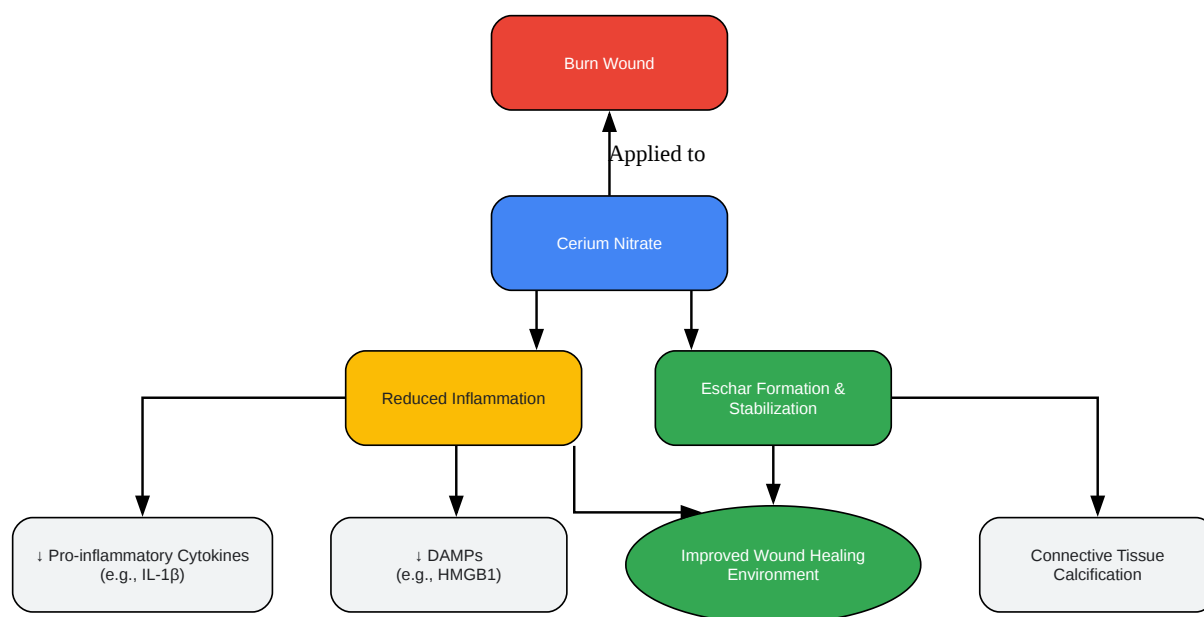 Burn Wound
Applied to
Cerium Nitrate
Reduced Inflammation
Eschar Formation &
Stabilization
↓ Pro-inflammatory Cytokines
(e.g., IL-1β)
↓ DAMPs
(e.g., HMGB1)
Improved Wound Healing
Environment
Connective Tissue
Calcification